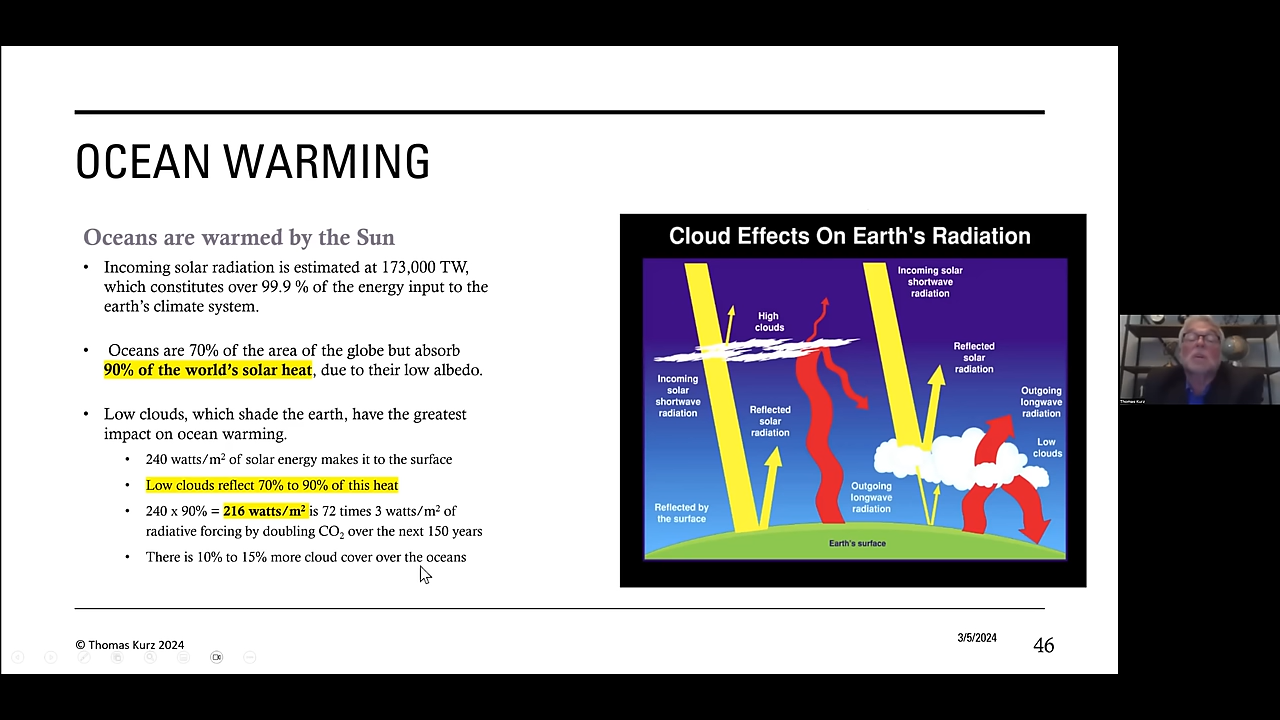 OCEAN WARMING
Oceans are warmed by the Sun
• Incoming solar radiation is estimated at 173,000 TW,
which constitutes over 99.9 % of the energy input to the
earth's climate system.
• Oceans are 70% of the area of the globe but absorb
90% of the world's solar heat, due to their low albedo.
• Low clouds, which shade the earth, have the greatest
impact on ocean warming.
• 240 watts/m² of solar energy makes it to the surface
• Low clouds reflect 70% to 90% of this heat
• 240 x 90% = 216 watts/m² is 72 times 3 watts/m² of
radiative forcing by doubling CO₂ over the next 150 years
• There is 10% to 15% more cloud cover over the oceans
Cloud Effects On Earth's Radiation
Incoming solar
shortwave
radiation
High
clouds
Reflected
solar
radiation
Incoming
solar
shortwave
radiation
Outgoing
longwave
radiation
Reflected
solar
radiation
Low
clouds
Outgoing
longwave
radiation
Reflected by
the surface
Earth's surface
© Thomas Kurz 2024
3/5/2024
46
Thomas Kurz